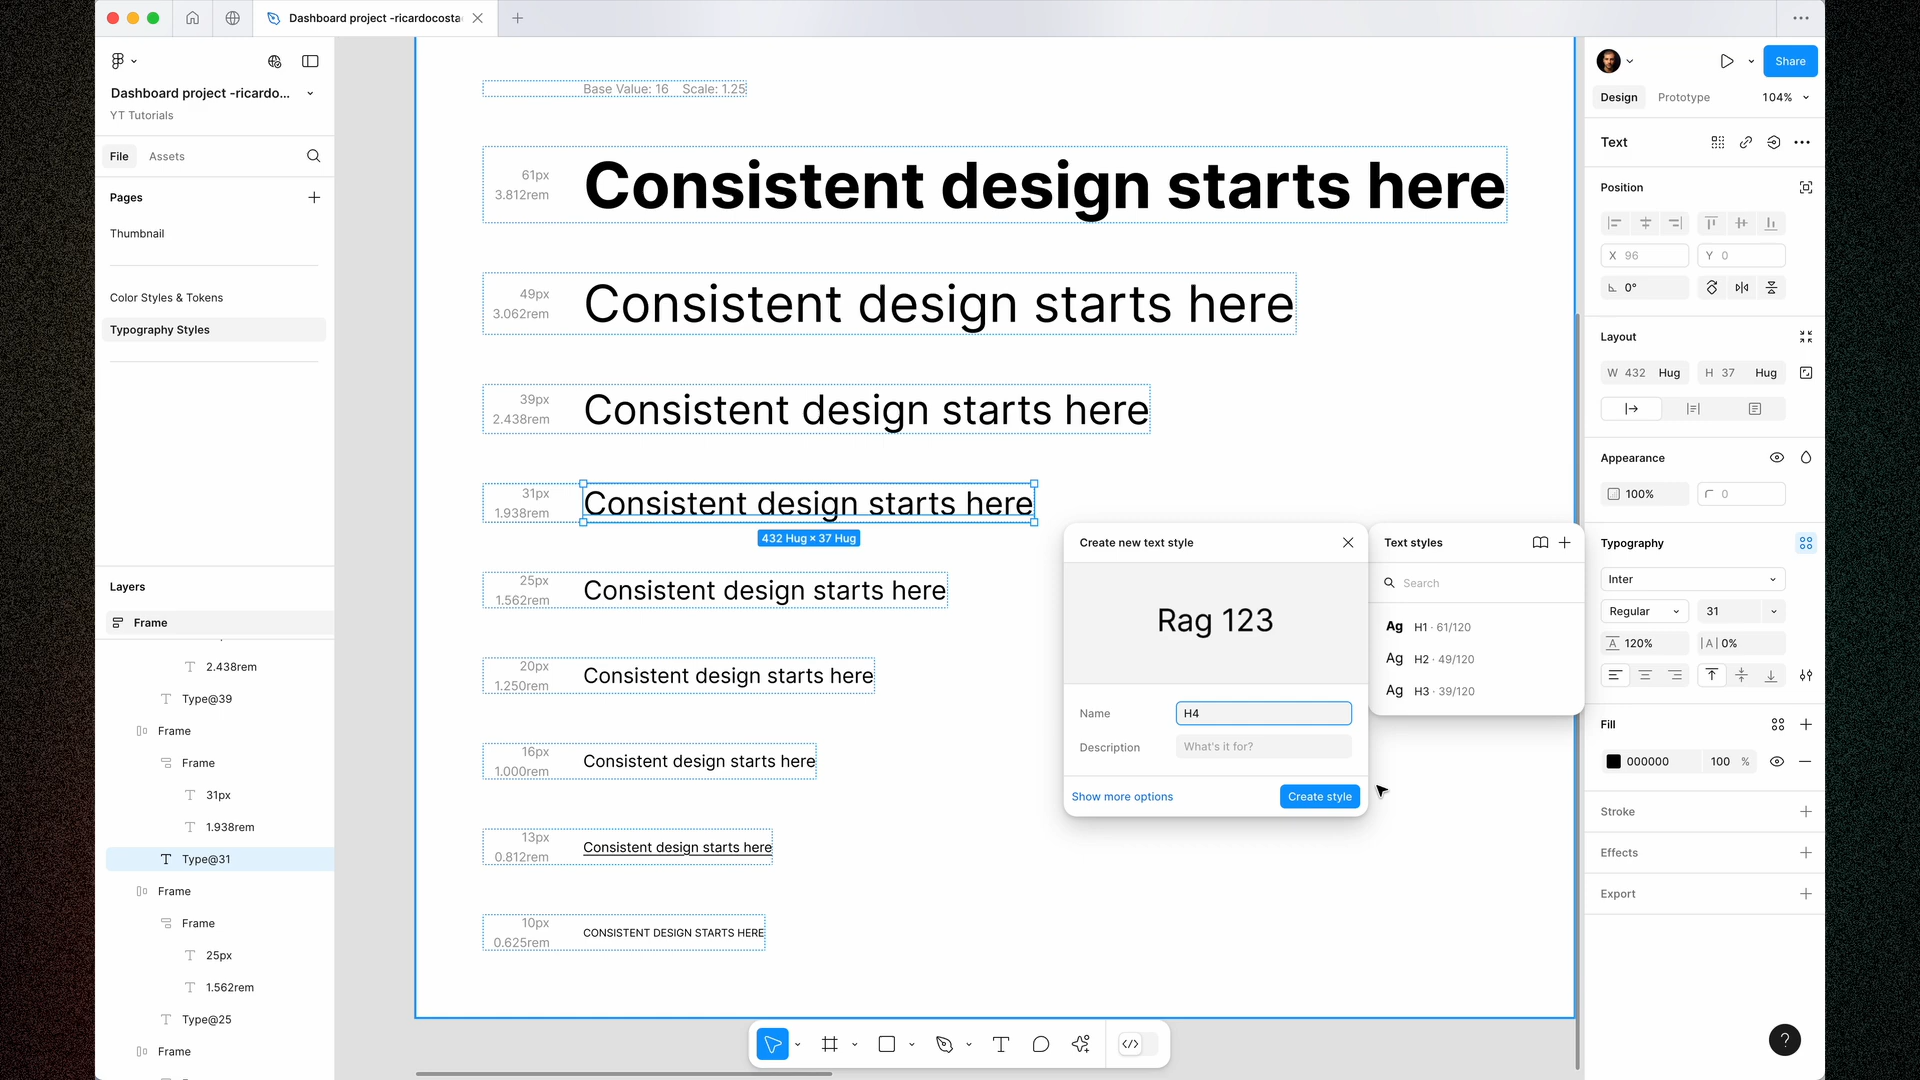 Dashboard project -ricardocosta
Share
Dashboard project -ricardo...
YT Tutorials
File
Assets
Pages
Thumbnail
Color Styles & Tokens
Typography Styles
Layers
Frame
2.438rem
Type@39
Frame
Frame
31px
1.938rem
Type@31
Frame
Frame
25px
1.562rem
Type@25
Frame
Base Value: 16 Scale: 1.25
61px
3.812rem
Consistent design starts here
49px
3.062rem
Consistent design starts here
39px
2.438rem
Consistent design starts here
31px
1.938rem
Consistent design starts here
432 Hug × 37 Hug
25px
1.562rem
Consistent design starts here
20px
1.250rem
Consistent design starts here
16px
1.000rem
Consistent design starts here
13px
0.812rem
Consistent design starts here
10px
0.625rem
CONSISTENT DESIGN STARTS HERE
Create new text style
Rag 123
Name
H4
Description
What's it for?
Show more options
Create style
Text styles
Search
Ag H1 · 61/120
Ag H2 · 49/120
Ag H3 · 39/120
Design
Prototype
104%
Text
Position
X 96
Y 0
0°
Layout
W 432 Hug
H 37 Hug
Appearance
100%
0
Typography
Inter
Regular
31
120%
|A| 0%
Fill
000000
100 %
Stroke
Effects
Export
?